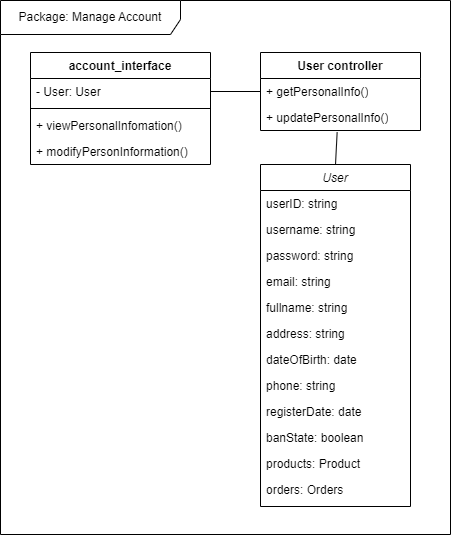 Package: Manage Account
account_interface
- User: User
+ viewPersonalInfomation()
+ modifyPersonInformation()
User controller
+ getPersonalInfo()
+ updatePersonalInfo()
User
userID: string
username: string
password: string
email: string
fullname: string
address: string
dateOfBirth: date
phone: string
registerDate: date
banState: boolean
products: Product
orders: Orders